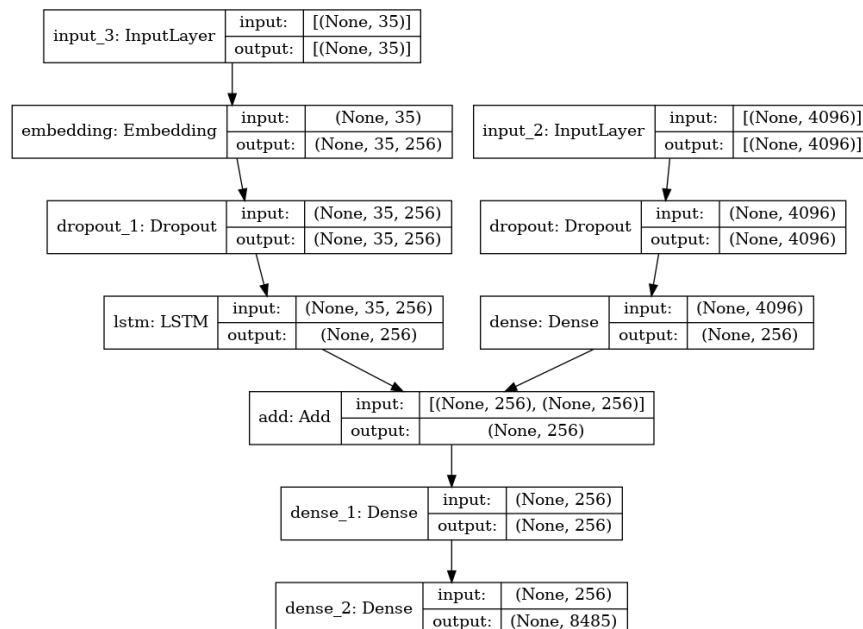 input_3: InputLayer
input: [(None, 35)]
output: [(None, 35)]
embedding: Embedding
input: (None, 35)
output: (None, 35, 256)
input_2: InputLayer
input: [(None, 4096)]
output: [(None, 4096)]
dropout_1: Dropout
input: (None, 35, 256)
output: (None, 35, 256)
dropout: Dropout
input: (None, 4096)
output: (None, 4096)
lstm: LSTM
input: (None, 35, 256)
output: (None, 256)
dense: Dense
input: (None, 4096)
output: (None, 256)
add: Add
input: [(None, 256), (None, 256)]
output: (None, 256)
dense_1: Dense
input: (None, 256)
output: (None, 256)
dense_2: Dense
input: (None, 256)
output: (None, 8485)